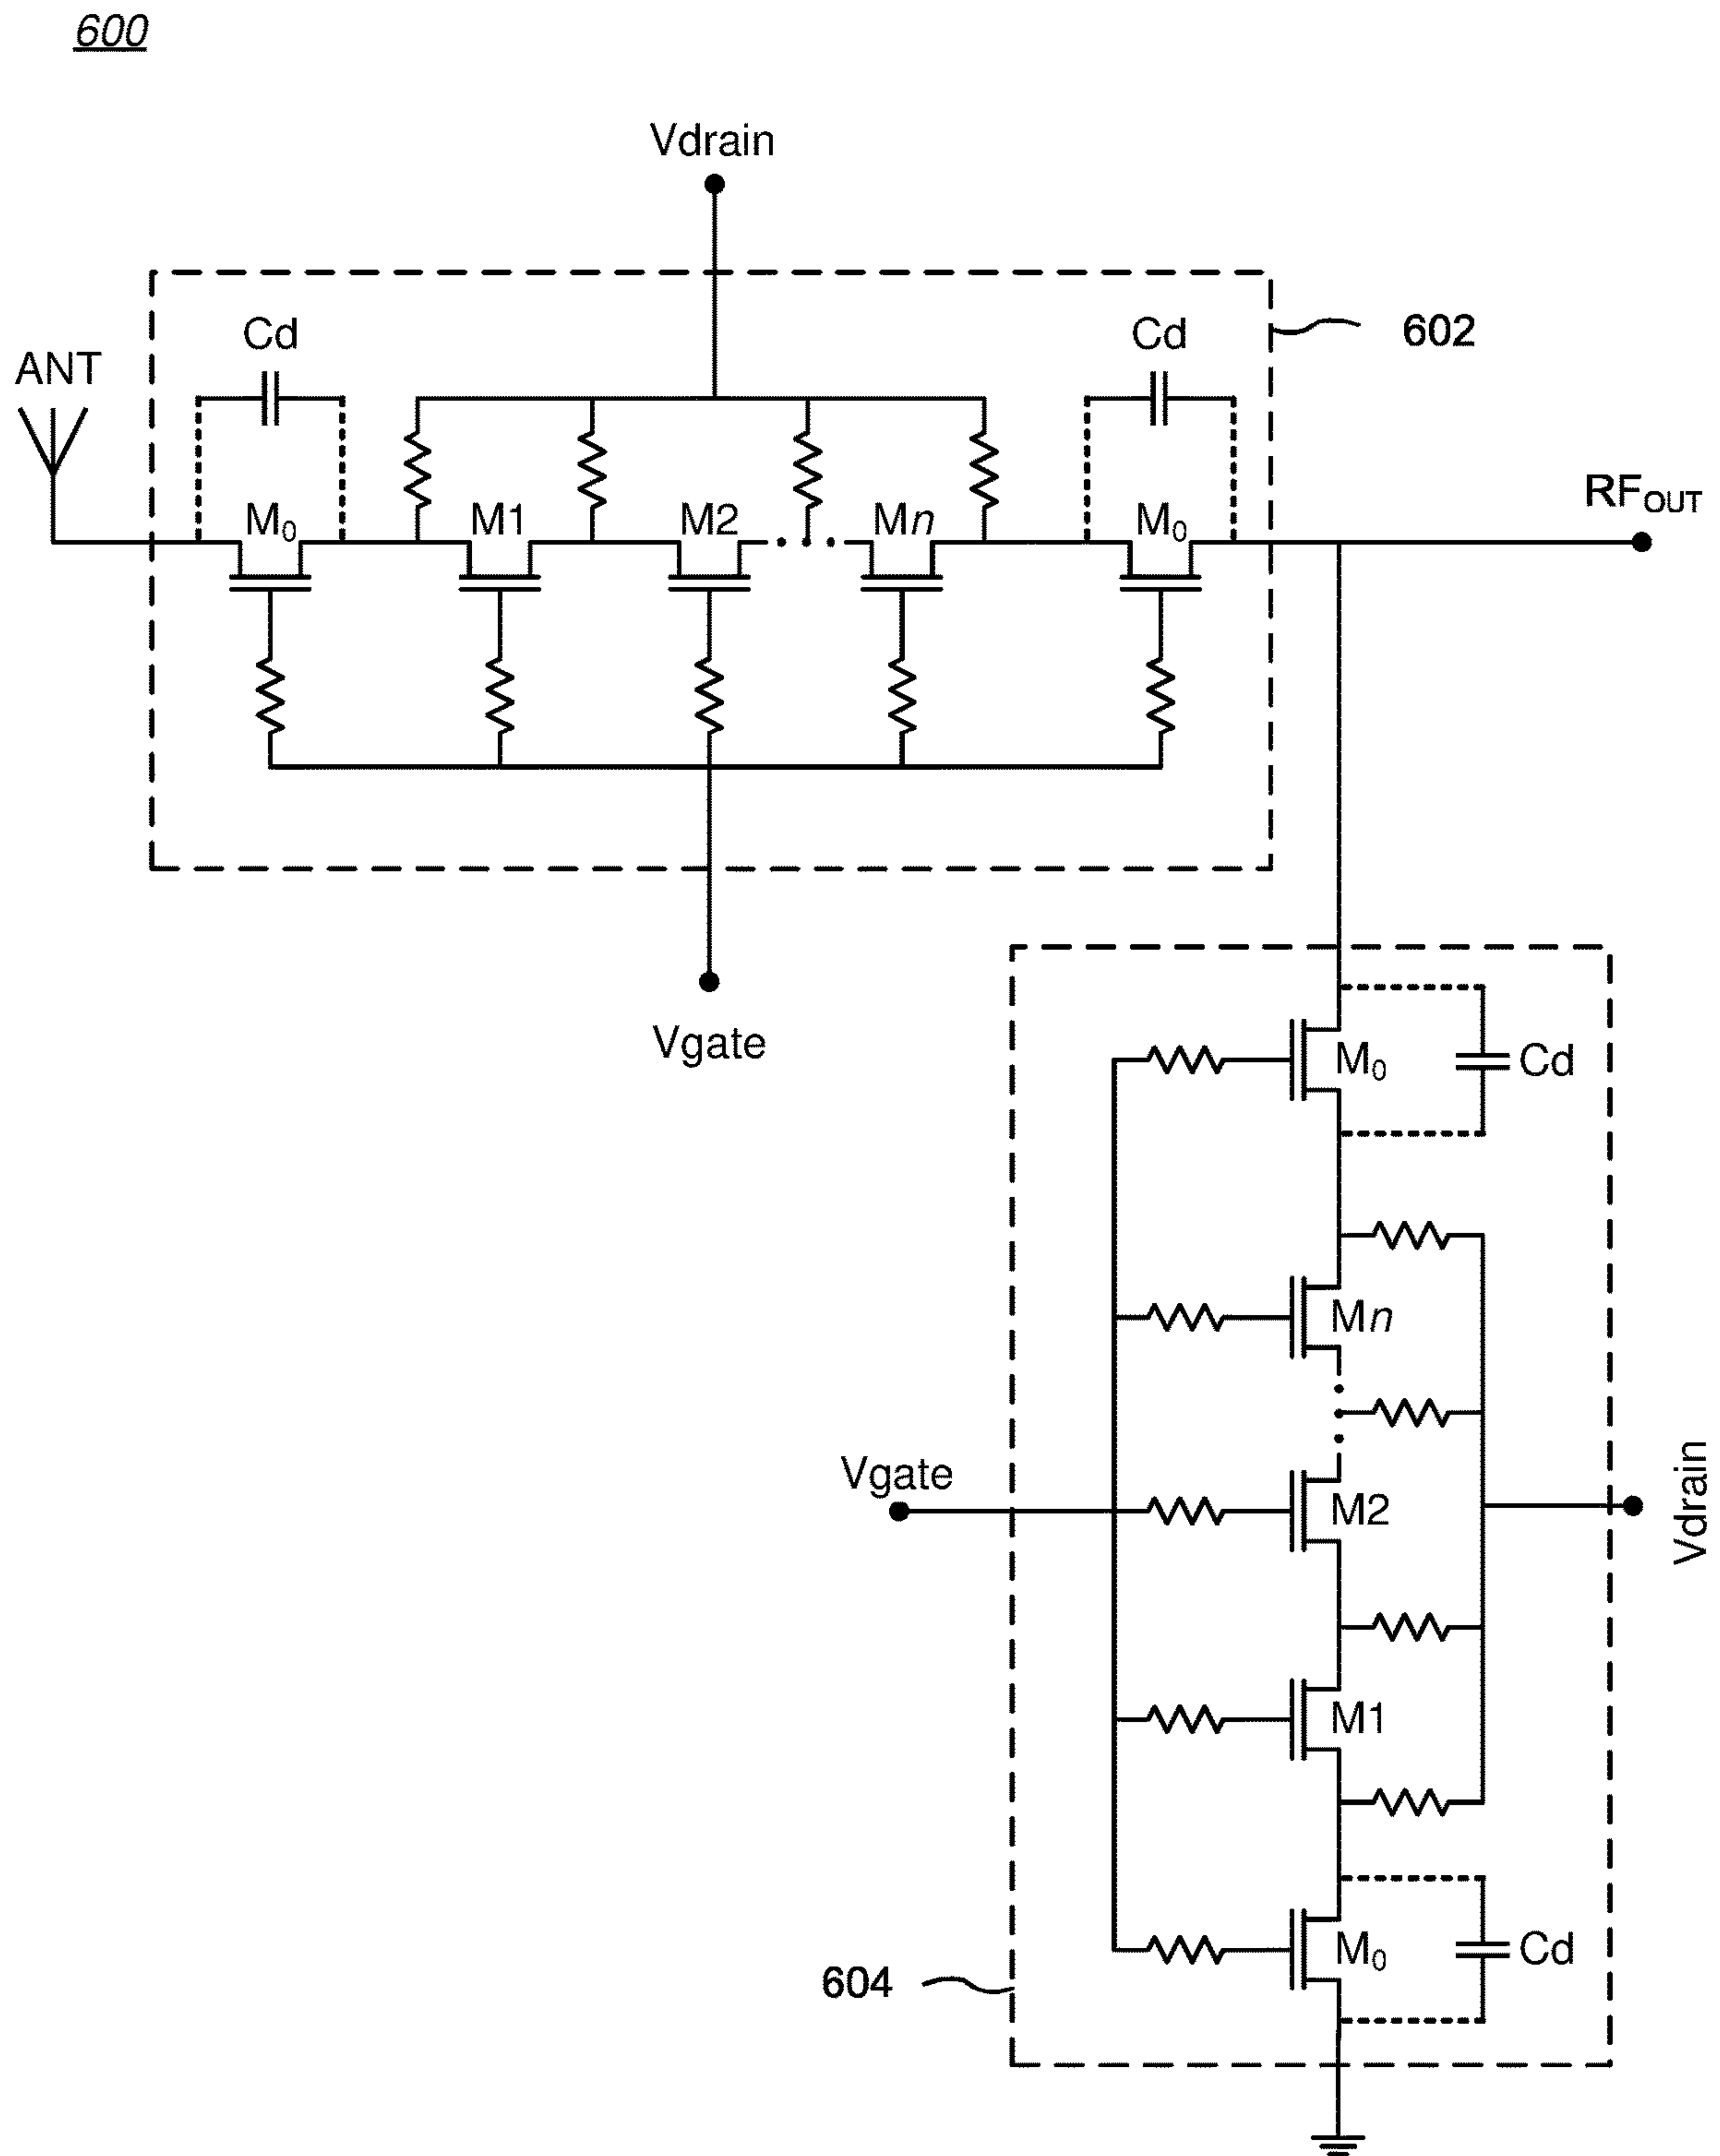 600
Vdrain
Cd
Cd
602
ANT
RFOUT
M0
M1
M2
Mn
M0
Vgate
M0
Cd
Mn
Vgate
M2
Vdrain
M1
M0
Cd
604